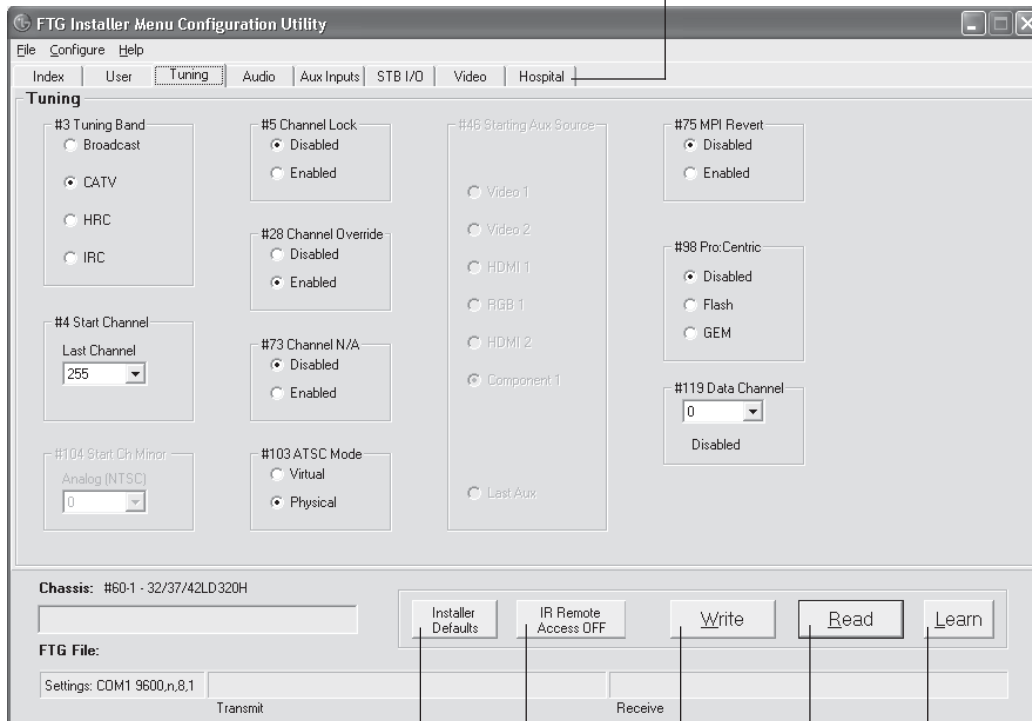 FTG Installer Menu Configuration Utility
File Configure Help
Index User Tuning Audio Aux Inputs STB I/O Video Hospital
Tuning
#3 Tuning Band
Broadcast
CATV
HRC
IRC
#4 Start Channel
Last Channel
255
#104 Start Ch Minor
Analog (NTSC)
0
#5 Channel Lock
Disabled
Enabled
#28 Channel Override
Disabled
Enabled
#73 Channel N/A
Disabled
Enabled
#103 ATSC Mode
Virtual
Physical
#46 Starting Aux Source
Video 1
Video 2
HDMI 1
RGB 1
HDMI 2
Component 1
Last Aux
#75 MPI Revert
Disabled
Enabled
#98 Pro:Centric
Disabled
Flash
GEM
#119 Data Channel
0
Disabled
Chassis: #60-1 - 32/37/42LD320H
FTG File:
Installer Defaults
IR Remote Access OFF
Write
Read
Learn
Settings: COM1 9600,n,8,1
Transmit
Receive